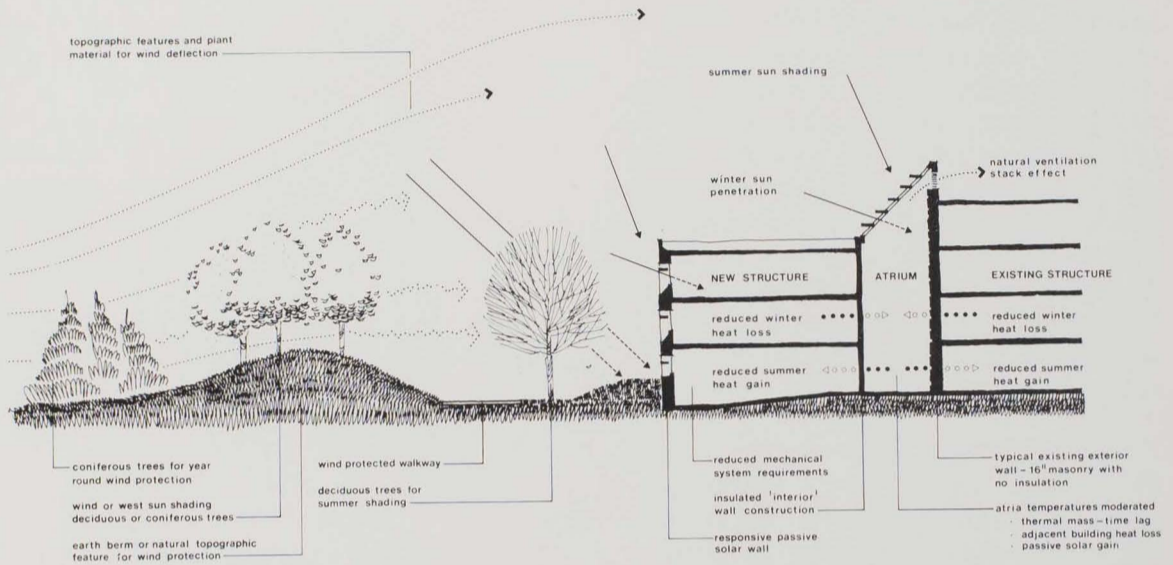 topographic features and plant
material for wind deflection
summer sun shading
winter sun
penetration
natural ventilation
stack effect
NEW STRUCTURE
ATRIUM
EXISTING STRUCTURE
reduced winter
heat loss
reduced winter
heat loss
reduced summer
heat gain
reduced summer
heat gain
coniferous trees for year
round wind protection
wind or west sun shading
deciduous or coniferous trees
earth berm or natural topographic
feature for wind protection
wind protected walkway
deciduous trees for
summer shading
reduced mechanical
system requirements
insulated 'interior'
wall construction
responsive passive
solar wall
typical existing exterior
wall - 16" masonry with
no insulation
atria temperatures moderated
· thermal mass - time lag
· adjacent building heat loss
· passive solar gain